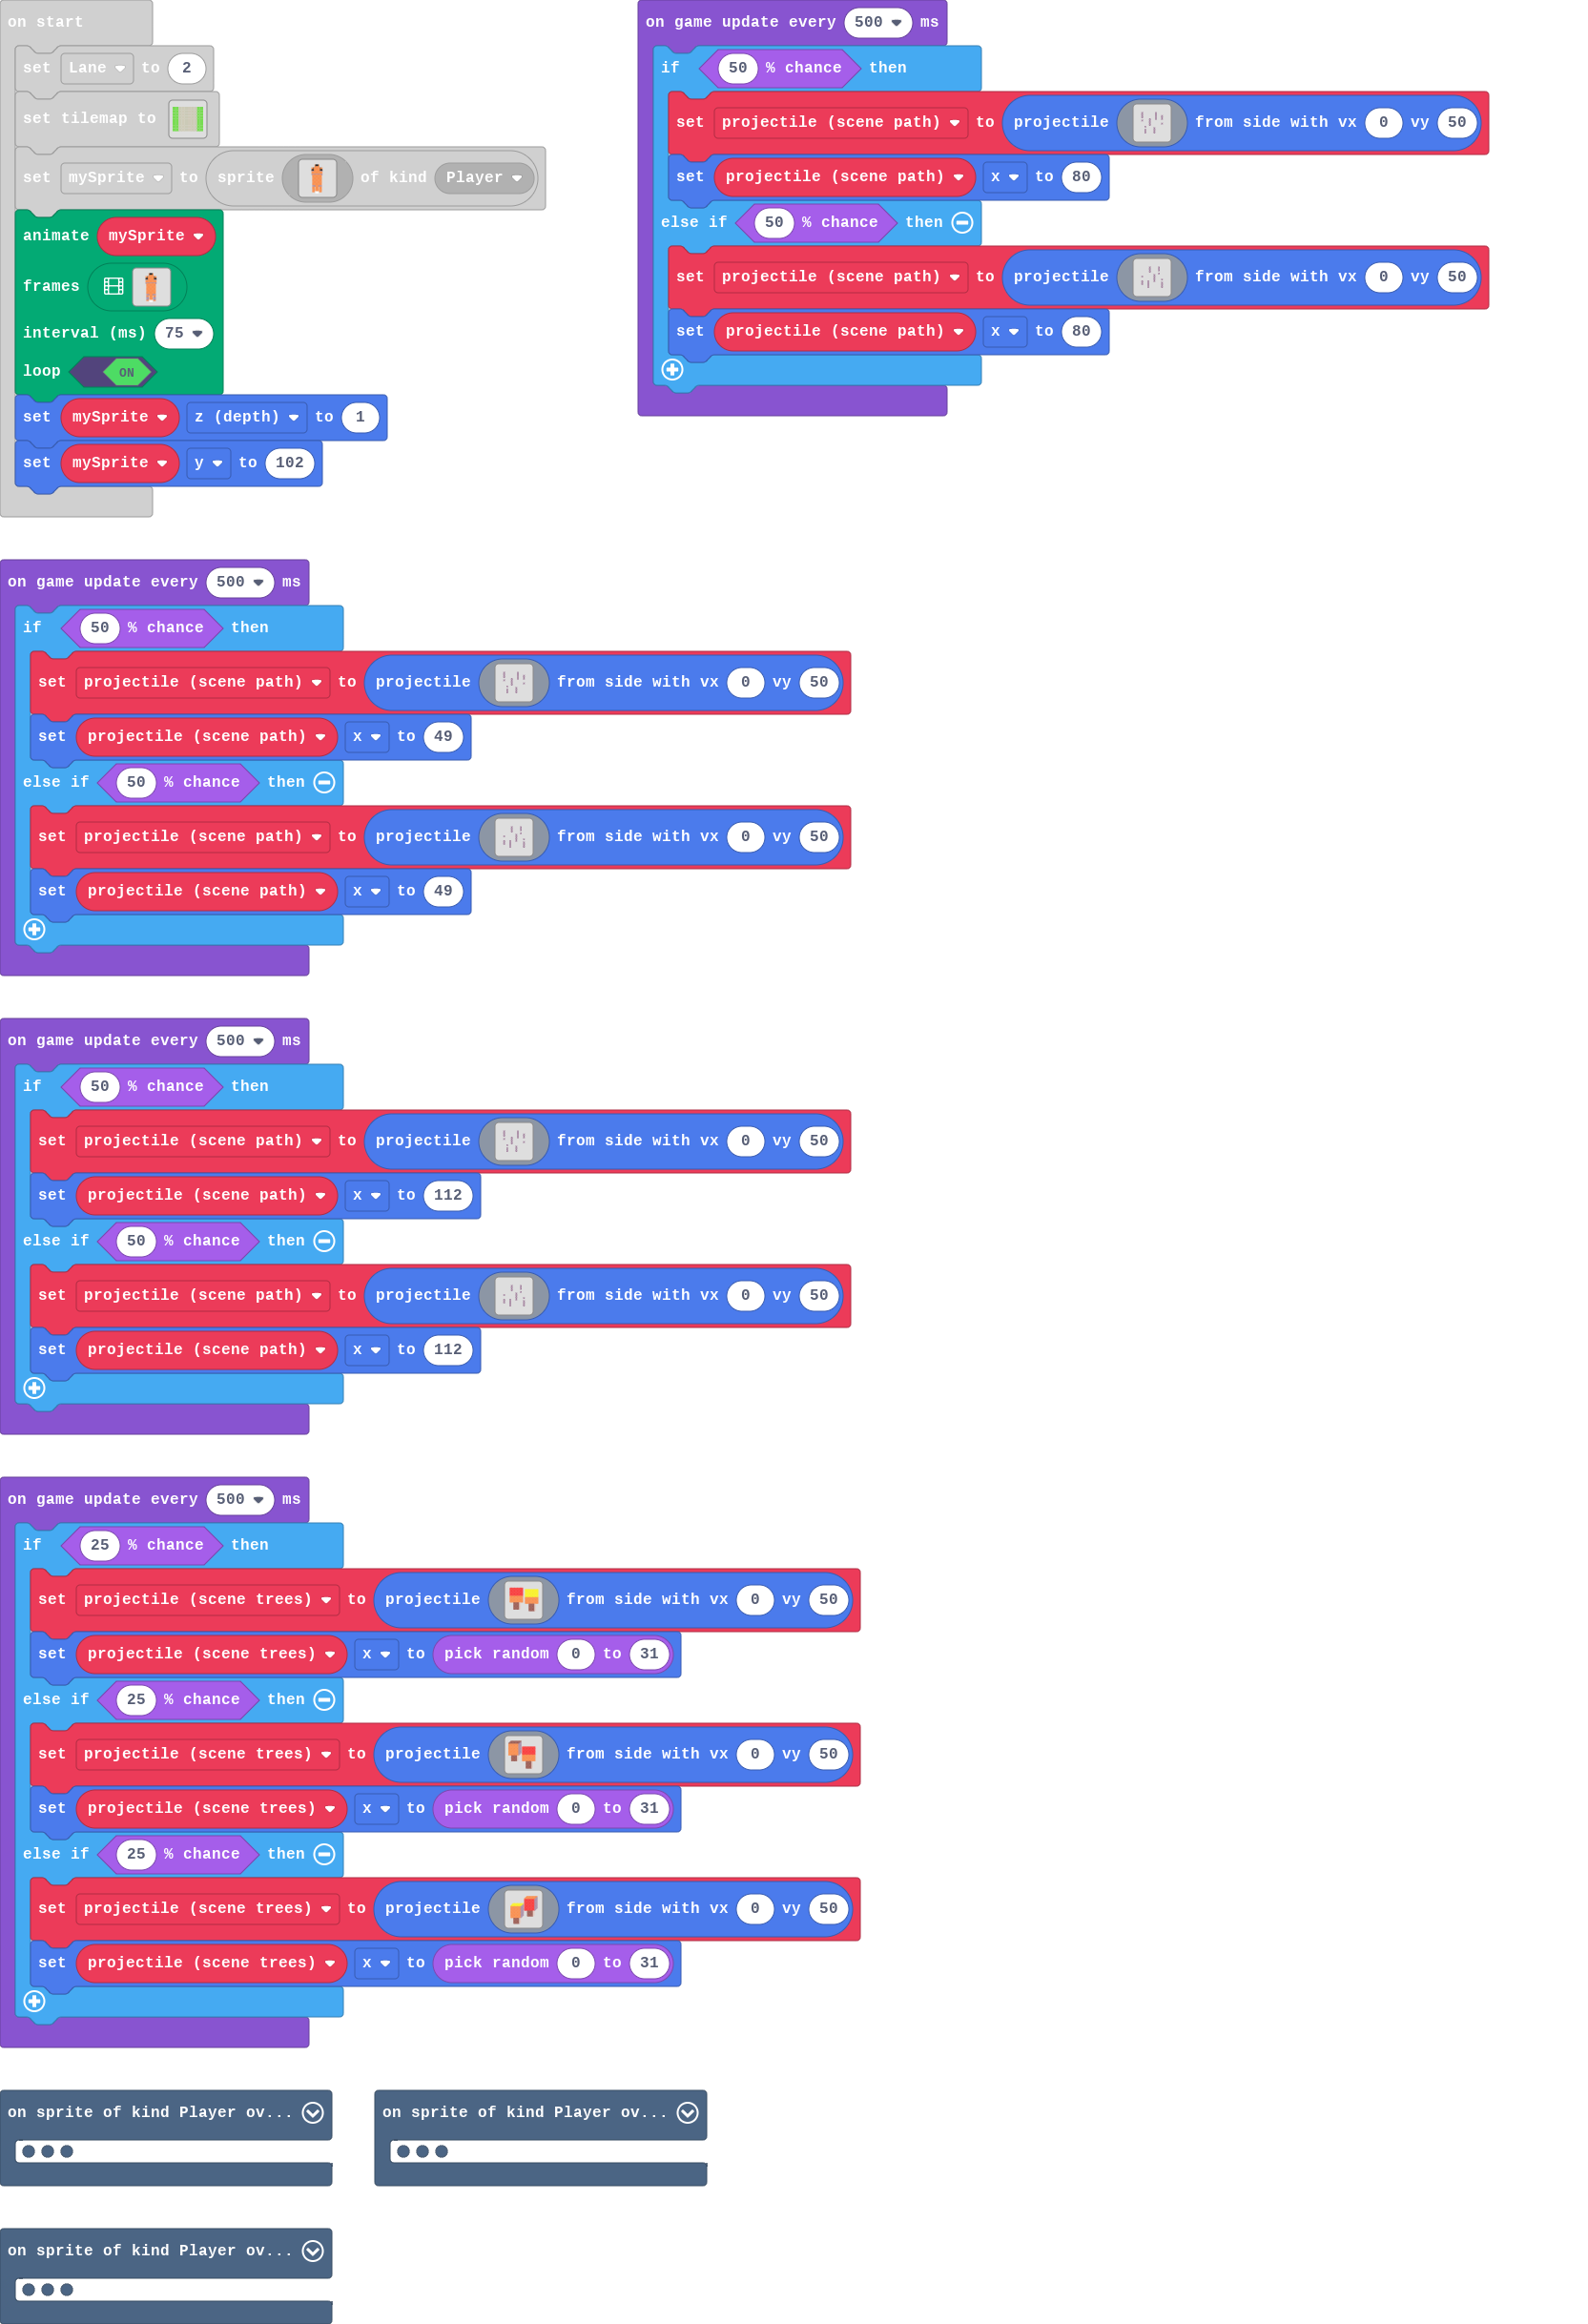 on start
set Lane to 2
set tilemap to
set mySprite to sprite of kind Player
animate mySprite
frames
interval (ms) 75
loop ON
set mySprite z (depth) to 1
set mySprite y to 102
on game update every 500 ms
if 50 % chance then
set projectile (scene path) to projectile from side with vx 0 vy 50
set projectile (scene path) x to 80
else if 50 % chance then
set projectile (scene path) to projectile from side with vx 0 vy 50
set projectile (scene path) x to 80
on game update every 500 ms
if 50 % chance then
set projectile (scene path) to projectile from side with vx 0 vy 50
set projectile (scene path) x to 49
else if 50 % chance then
set projectile (scene path) to projectile from side with vx 0 vy 50
set projectile (scene path) x to 49
on game update every 500 ms
if 50 % chance then
set projectile (scene path) to projectile from side with vx 0 vy 50
set projectile (scene path) x to 112
else if 50 % chance then
set projectile (scene path) to projectile from side with vx 0 vy 50
set projectile (scene path) x to 112
on game update every 500 ms
if 25 % chance then
set projectile (scene trees) to projectile from side with vx 0 vy 50
set projectile (scene trees) x to pick random 0 to 31
else if 25 % chance then
set projectile (scene trees) to projectile from side with vx 0 vy 50
set projectile (scene trees) x to pick random 0 to 31
else if 25 % chance then
set projectile (scene trees) to projectile from side with vx 0 vy 50
set projectile (scene trees) x to pick random 0 to 31
on sprite of kind Player ov...
on sprite of kind Player ov...
on sprite of kind Player ov...